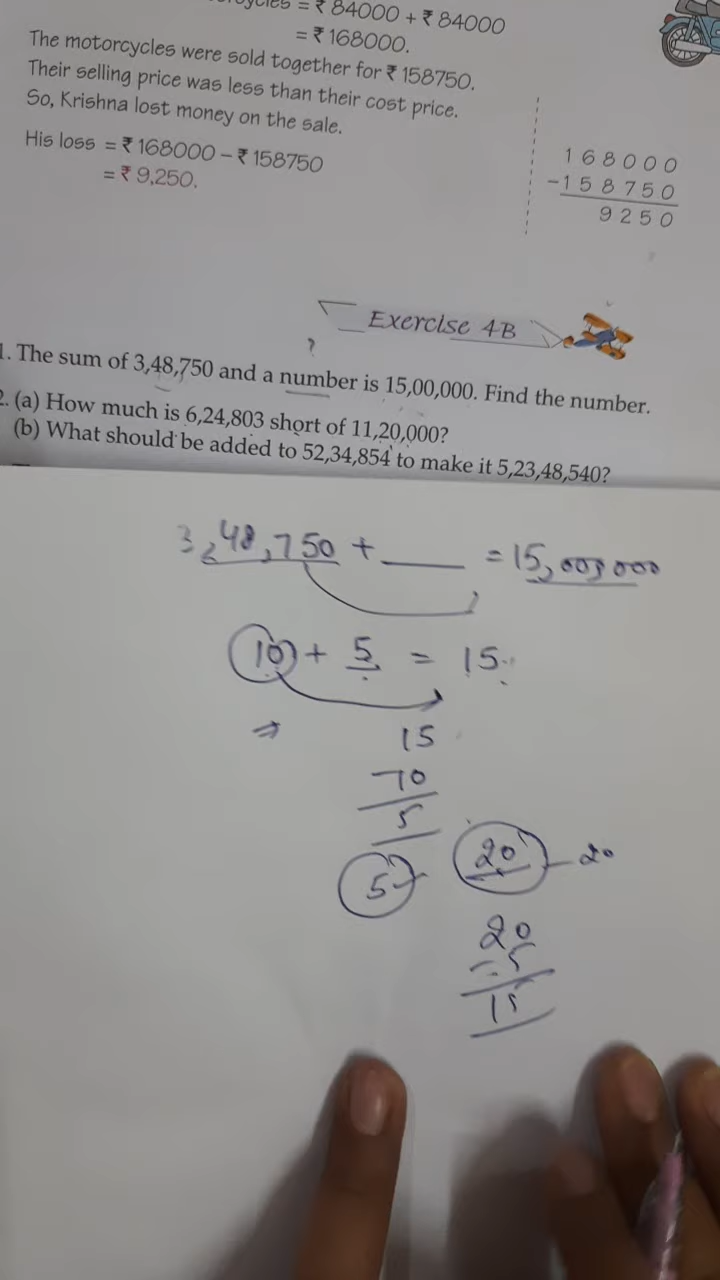 = ₹ 84000 + ₹ 84000
= ₹ 168000.
The motorcycles were sold together for ₹ 158750.
Their selling price was less than their cost price.
So, Krishna lost money on the sale.
His loss = ₹ 168000 – ₹ 158750
= ₹ 9,250.
168000
-158750
9250
Exercise 4B
?
1. The sum of 3,48,750 and a number is 15,00,000. Find the number.
2. (a) How much is 6,24,803 short of 11,20,000?
(b) What should be added to 52,34,854 to make it 5,23,48,540?
3,48,750 + ___ = 15,00,000
10 + 5 = 15
⇒ 15
-10
5
5 20 - 20
20
- 5
15